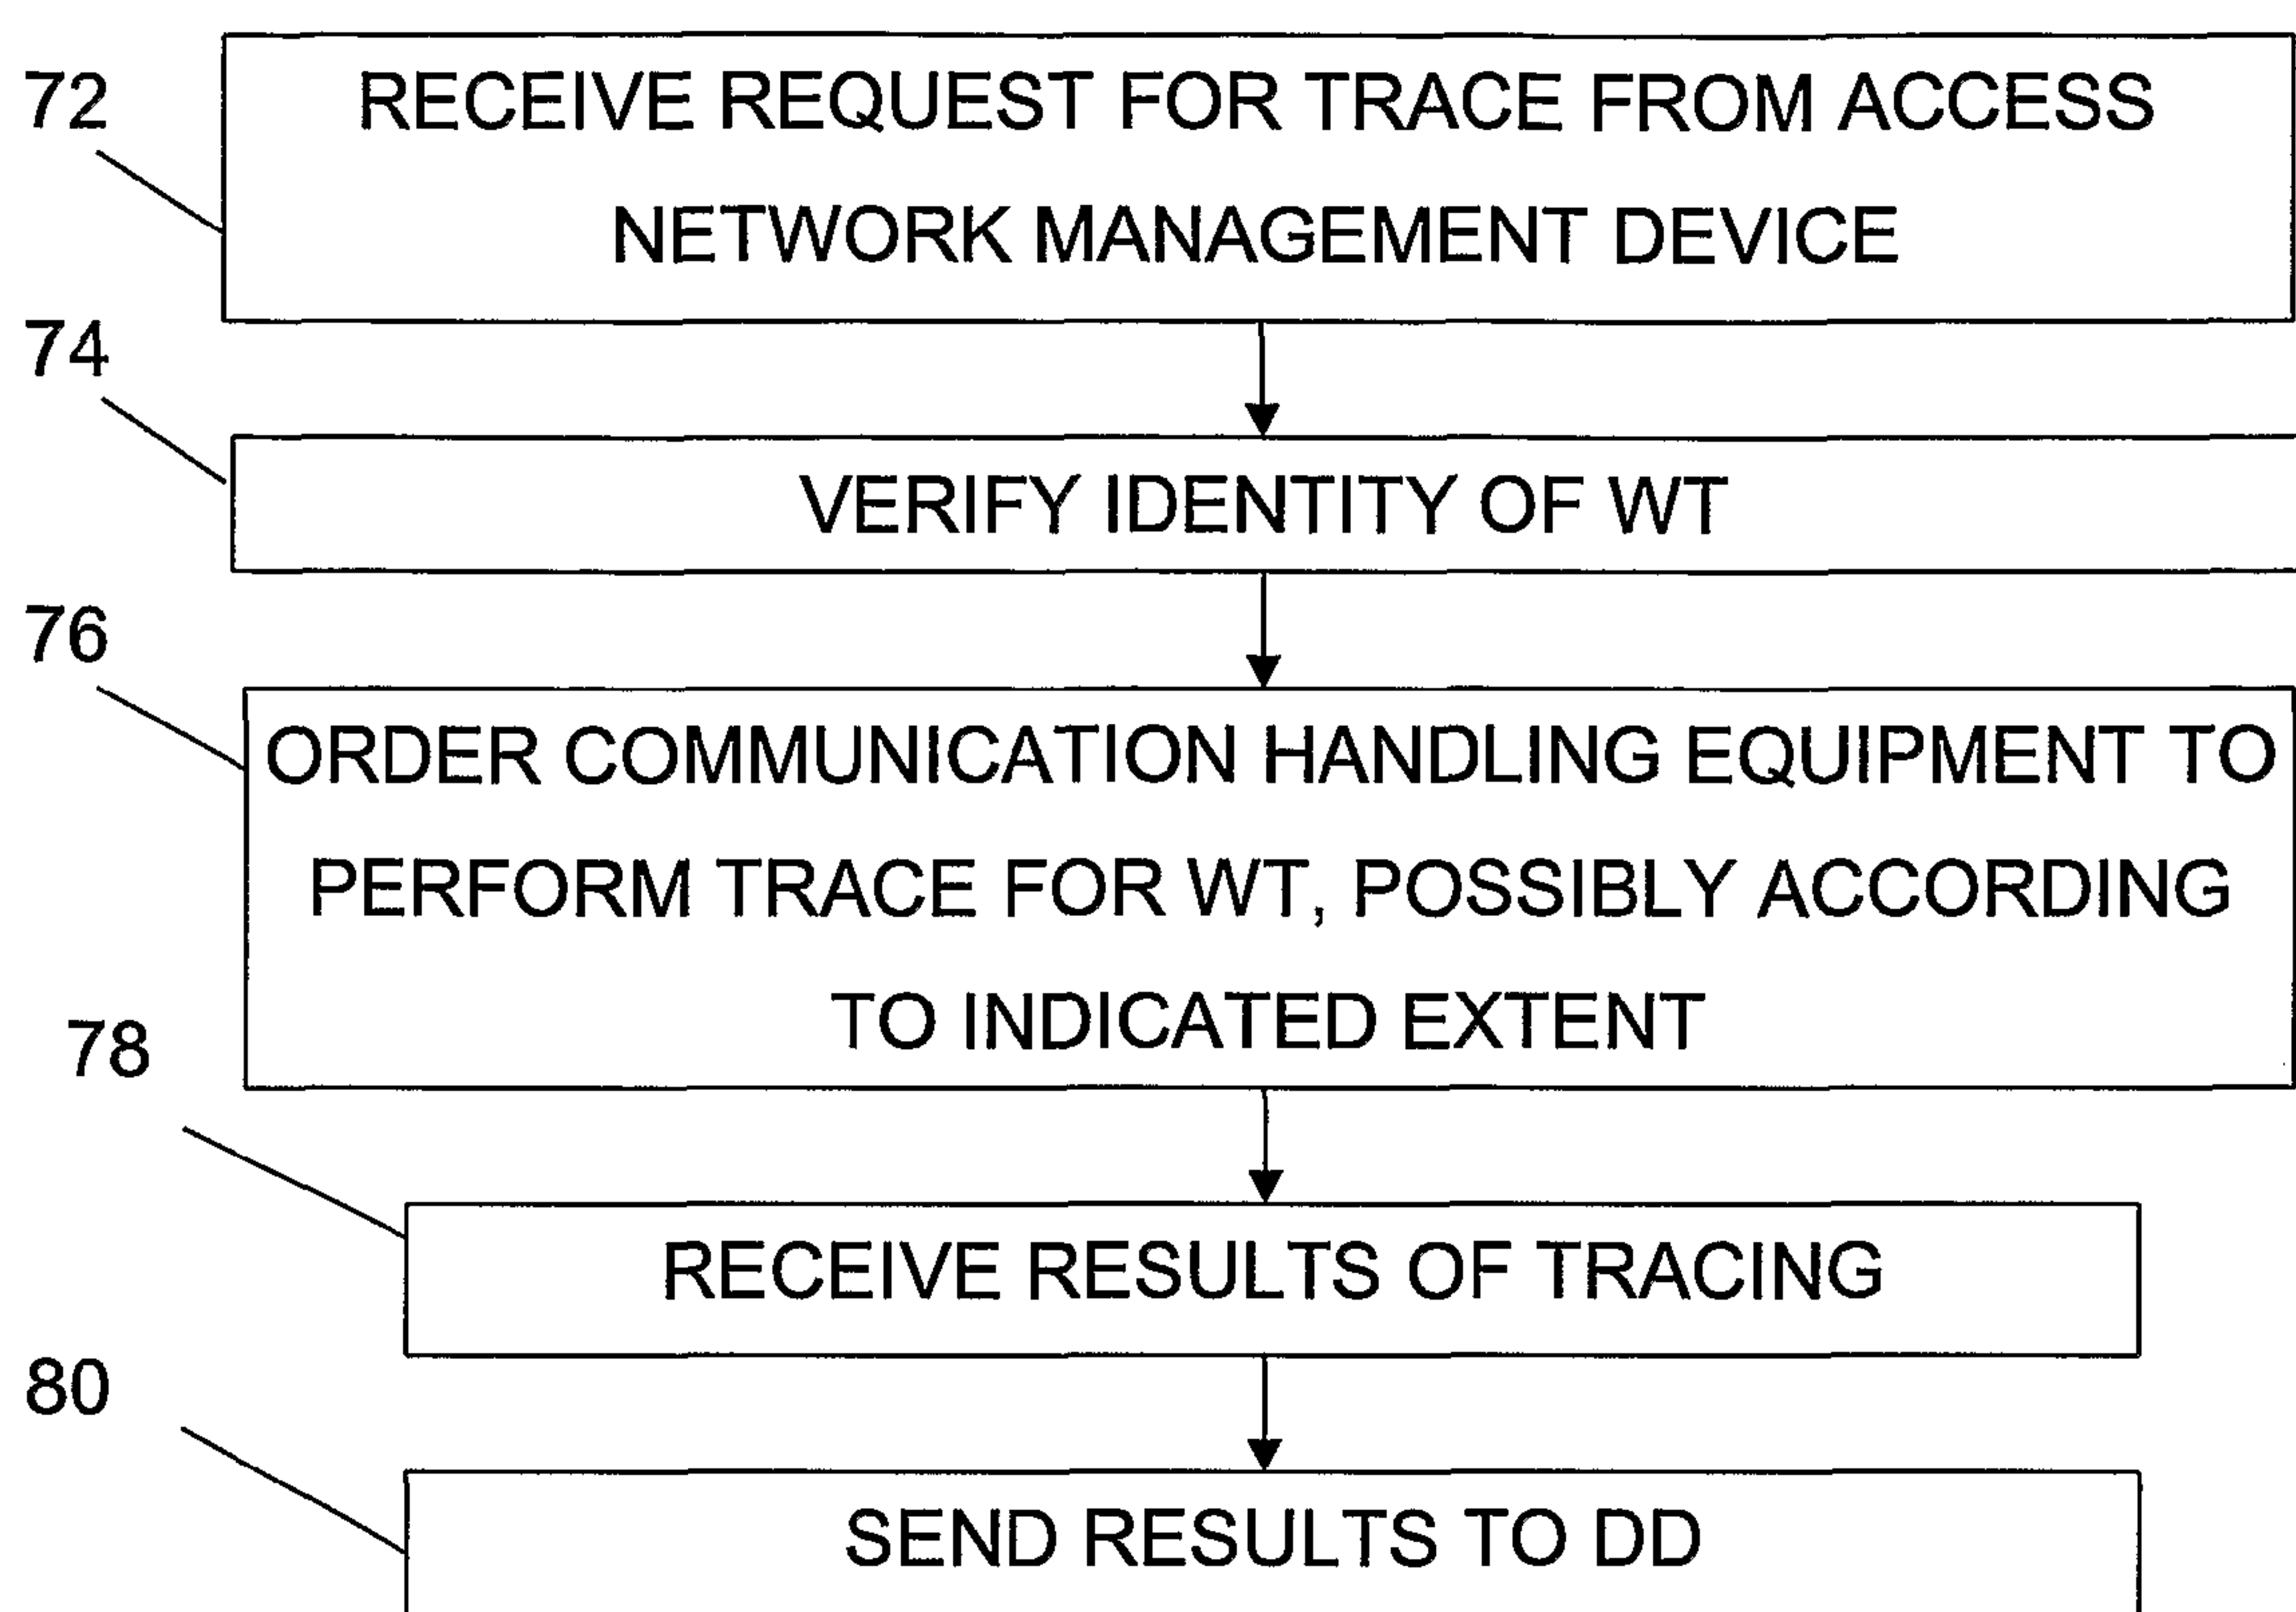 72
RECEIVE REQUEST FOR TRACE FROM ACCESS
NETWORK MANAGEMENT DEVICE
74
VERIFY IDENTITY OF WT
76
ORDER COMMUNICATION HANDLING EQUIPMENT TO
PERFORM TRACE FOR WT, POSSIBLY ACCORDING
TO INDICATED EXTENT
78
RECEIVE RESULTS OF TRACING
80
SEND RESULTS TO DD